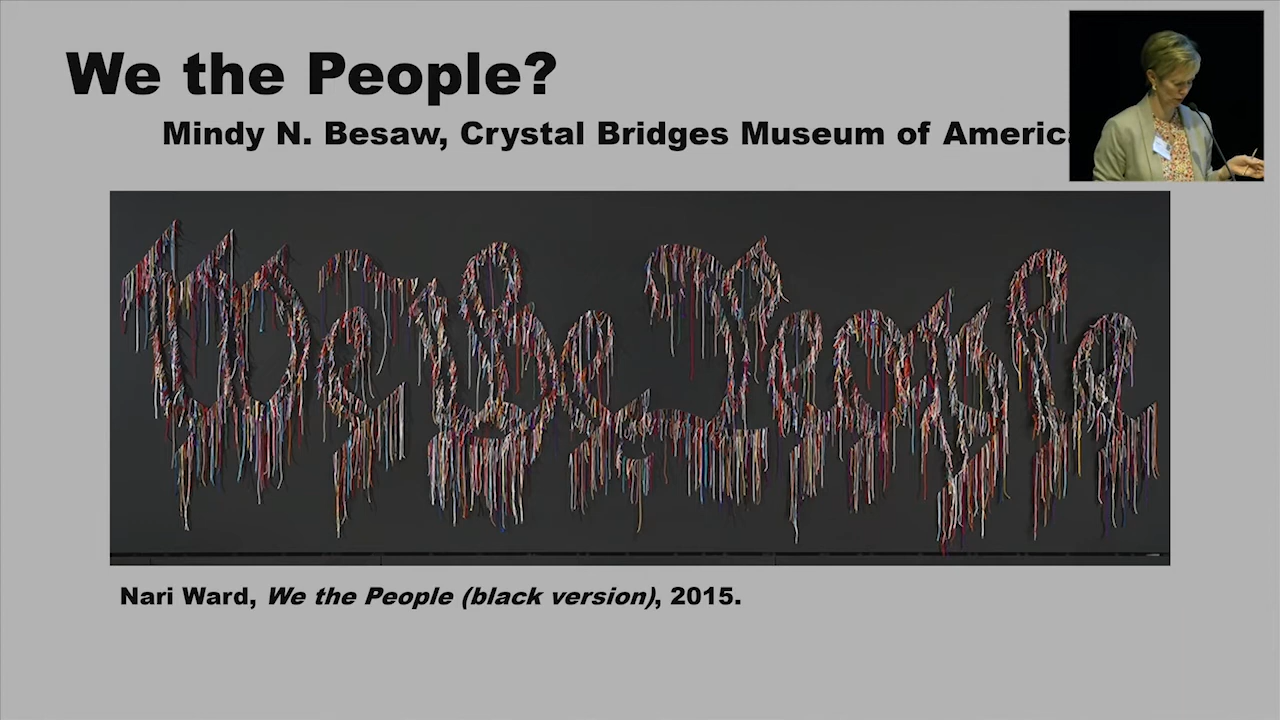 We the People?
Mindy N. Besaw, Crystal Bridges Museum of America
We the People
Nari Ward, We the People (black version), 2015.